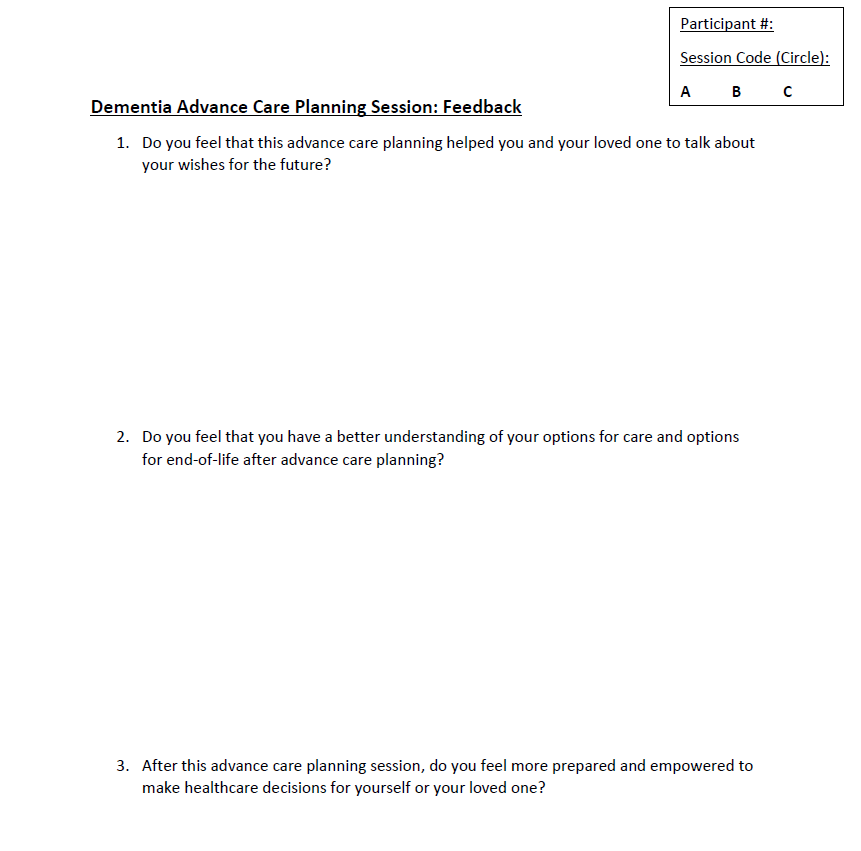 Participant #:
Session Code (Circle):
A B C
Dementia Advance Care Planning Session: Feedback
1. Do you feel that this advance care planning helped you and your loved one to talk about
your wishes for the future?
2. Do you feel that you have a better understanding of your options for care and options
for end-of-life after advance care planning?
3. After this advance care planning session, do you feel more prepared and empowered to
make healthcare decisions for yourself or your loved one?